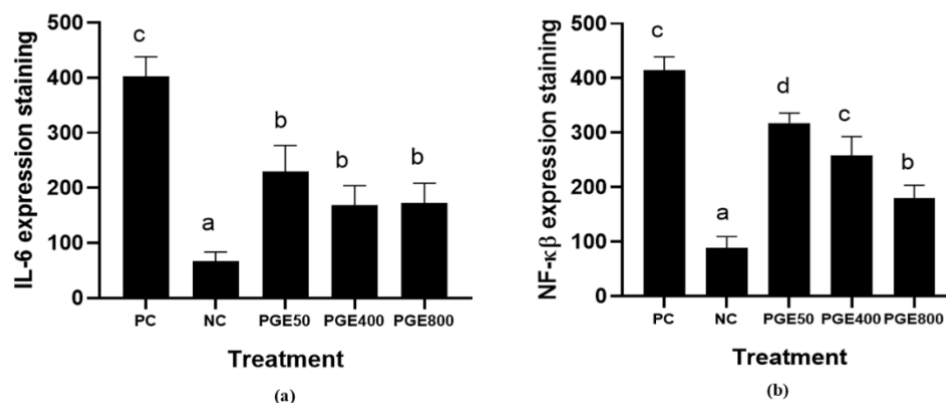 IL-6 expression staining
500
400
300
200
100
0
c
a
b
b
b
PC NC PGE50 PGE400 PGE800
Treatment
(a)
NF-κβ expression staining
500
400
300
200
100
0
c
a
d
c
b
PC NC PGE50 PGE400 PGE800
Treatment
(b)